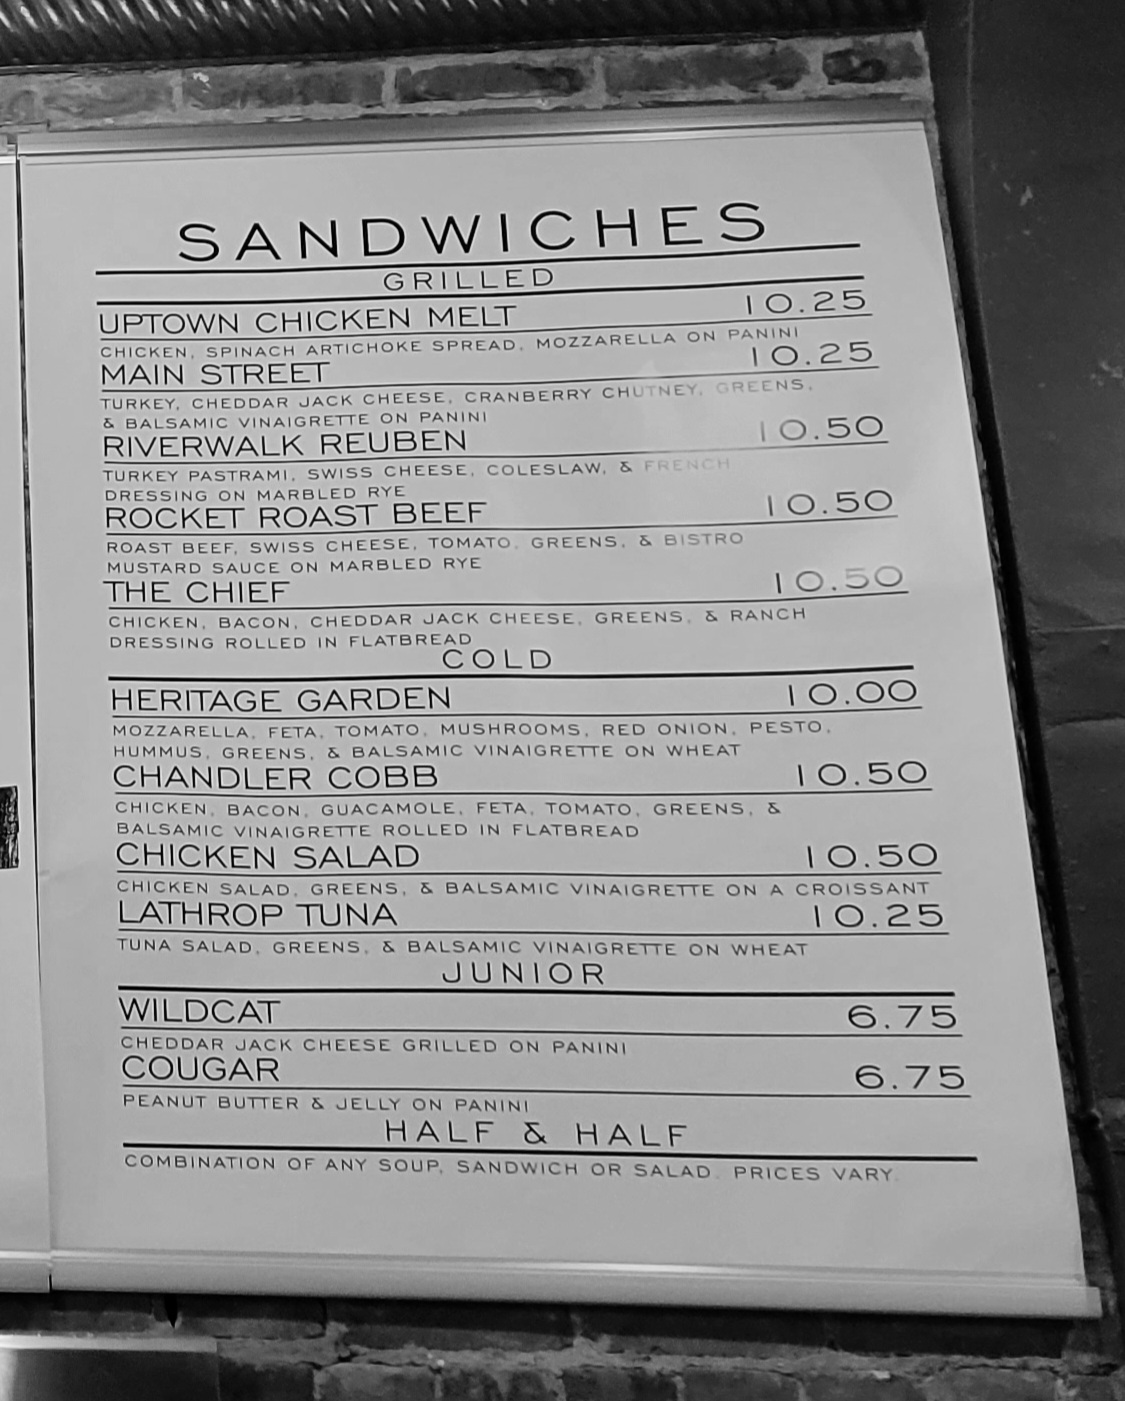 SANDWICHES
GRILLED
UPTOWN CHICKEN MELT 10.25
CHICKEN, SPINACH ARTICHOKE SPREAD, MOZZARELLA ON PANINI
MAIN STREET 10.25
TURKEY, CHEDDAR JACK CHEESE, CRANBERRY CHUTNEY, GREENS,
& BALSAMIC VINAIGRETTE ON PANINI
RIVERWALK REUBEN 10.50
TURKEY PASTRAMI, SWISS CHEESE, COLESLAW, & FRENCH
DRESSING ON MARBLED RYE
ROCKET ROAST BEEF 10.50
ROAST BEEF, SWISS CHEESE, TOMATO, GREENS, & BISTRO
MUSTARD SAUCE ON MARBLED RYE
THE CHIEF 10.50
CHICKEN, BACON, CHEDDAR JACK CHEESE, GREENS, & RANCH
DRESSING ROLLED IN FLATBREAD
COLD
HERITAGE GARDEN 10.00
MOZZARELLA, FETA, TOMATO, MUSHROOMS, RED ONION, PESTO,
HUMMUS, GREENS, & BALSAMIC VINAIGRETTE ON WHEAT
CHANDLER COBB 10.50
CHICKEN, BACON, GUACAMOLE, FETA, TOMATO, GREENS, &
BALSAMIC VINAIGRETTE ROLLED IN FLATBREAD
CHICKEN SALAD 10.50
CHICKEN SALAD, GREENS, & BALSAMIC VINAIGRETTE ON A CROISSANT
LATHROP TUNA 10.25
TUNA SALAD, GREENS, & BALSAMIC VINAIGRETTE ON WHEAT
JUNIOR
WILDCAT 6.75
CHEDDAR JACK CHEESE GRILLED ON PANINI
COUGAR 6.75
PEANUT BUTTER & JELLY ON PANINI
HALF & HALF
COMBINATION OF ANY SOUP, SANDWICH OR SALAD. PRICES VARY.